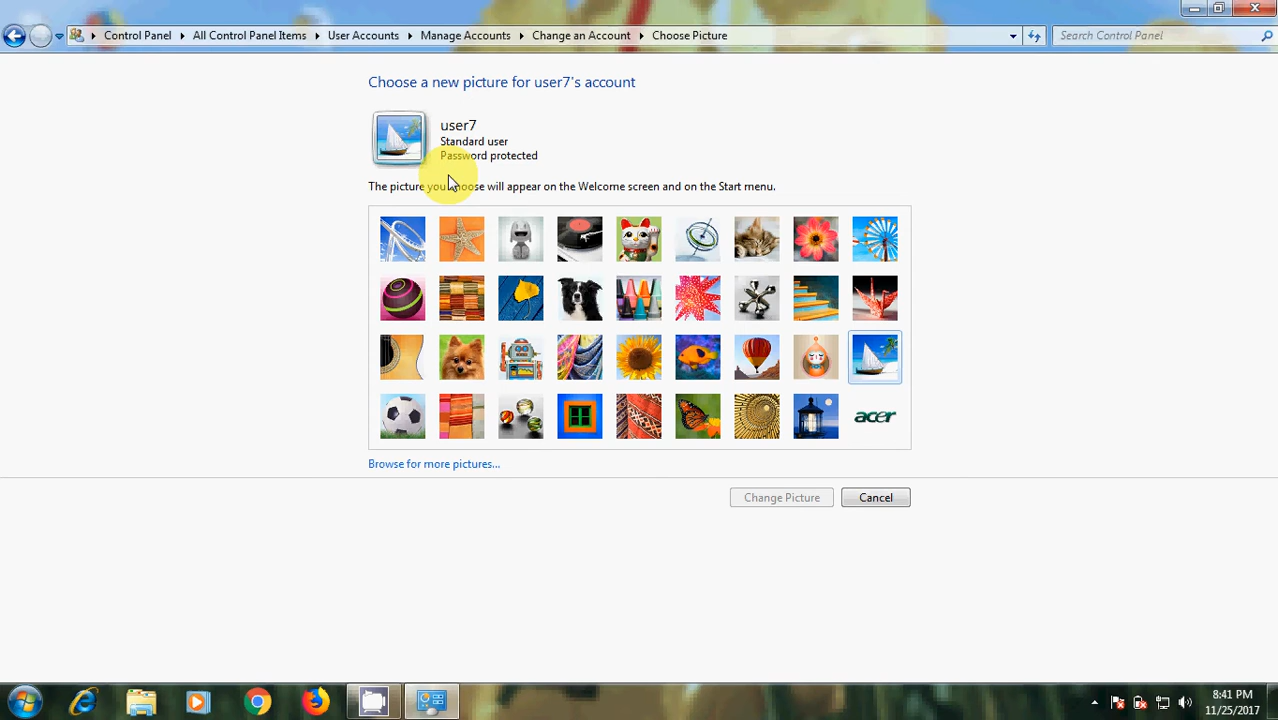 Control Panel All Control Panel Items User Accounts Manage Accounts Change an Account Choose Picture Search Control Panel
Choose a new picture for user7's account
user7
Standard user
Password protected
The picture you choose will appear on the Welcome screen and on the Start menu.
acer
Browse for more pictures...
Change Picture Cancel
8:41 PM
11/25/2017